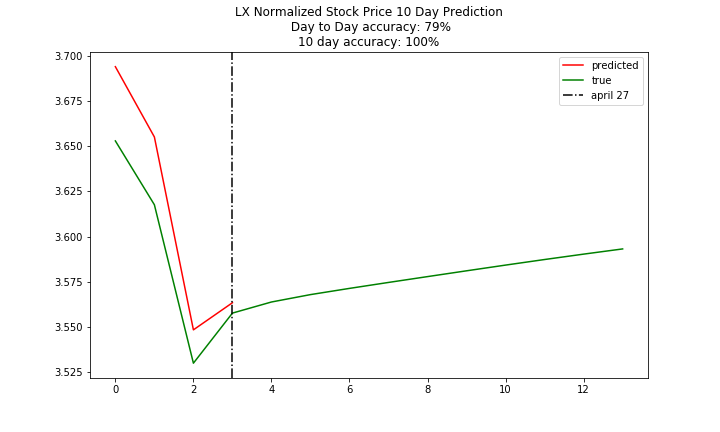 LX Normalized Stock Price 10 Day Prediction
Day to Day accuracy: 79%
10 day accuracy: 100%
3.700
3.675
3.650
3.625
3.600
3.575
3.550
3.525
0
2
4
6
8
10
12
predicted
true
april 27